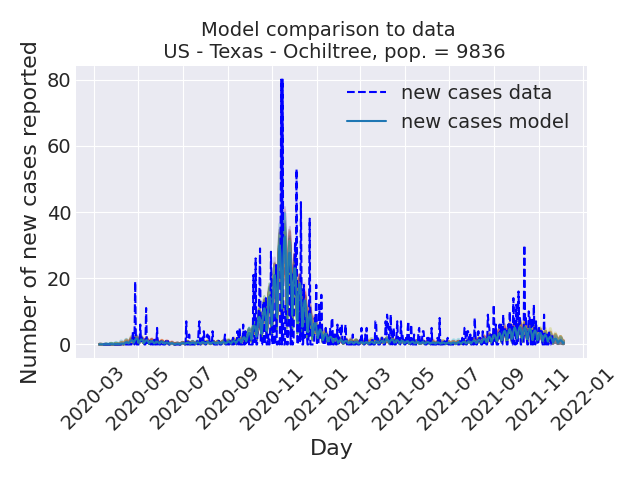 Model comparison to data
US - Texas - Ochiltree, pop. = 9836
Number of new cases reported
80
60
40
20
0
new cases data
new cases model
2020-03
2020-05
2020-07
2020-09
2020-11
2021-01
2021-03
2021-05
2021-07
2021-09
2021-11
2022-01
Day